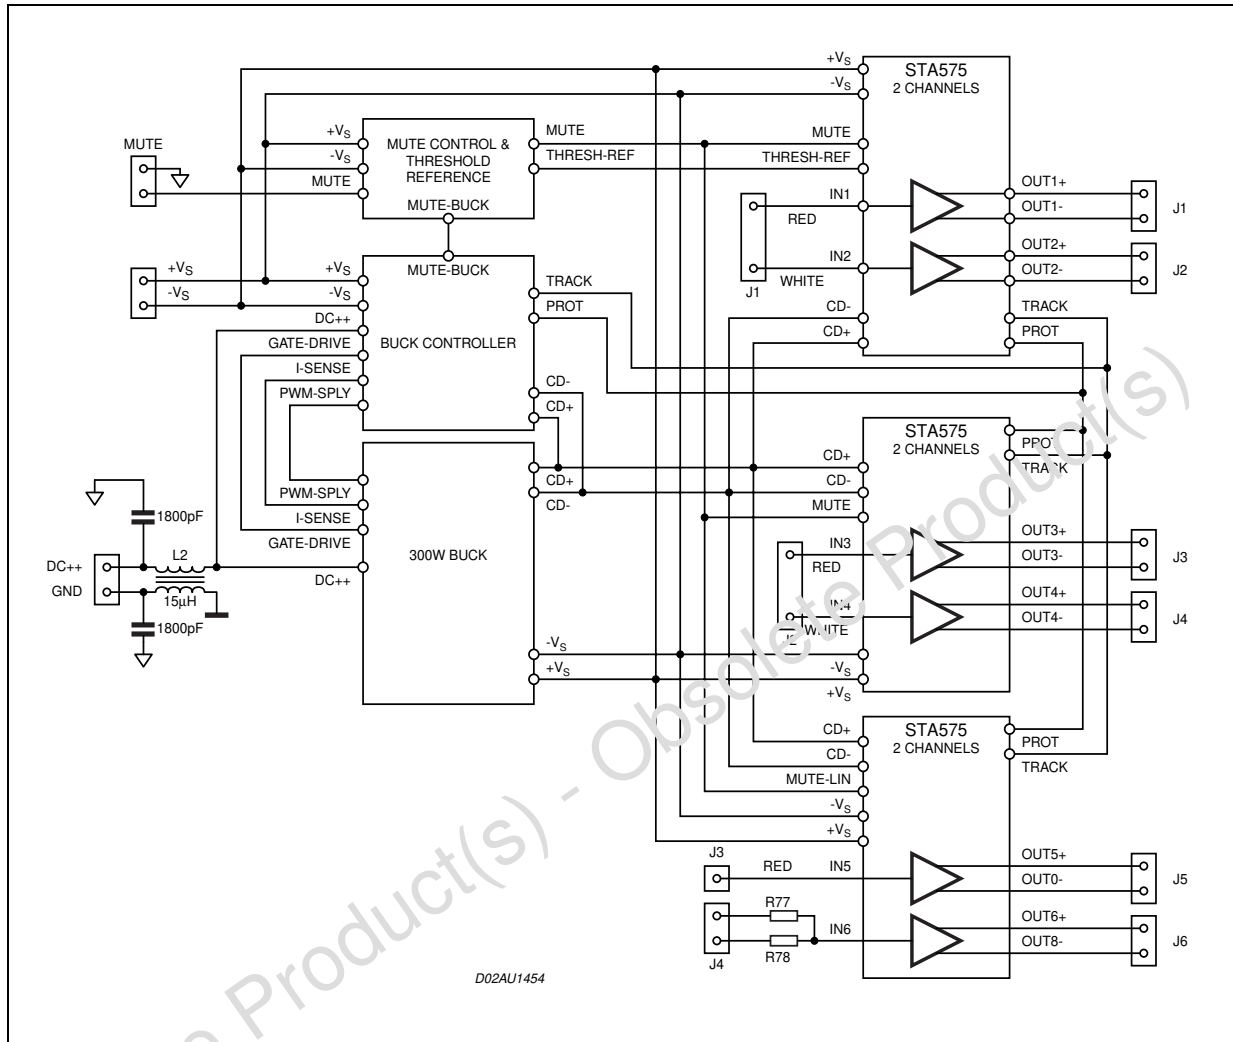 +VS
-VS
STA575
2 CHANNELS
MUTE
THRESH-REF
IN1
RED
IN2
WHITE
J1
CD-
CD+
OUT1+
OUT1-
J1
OUT2+
OUT2-
J2
TRACK
PROT
MUTE
+VS
-VS
MUTE
MUTE CONTROL &
THRESHOLD
REFERENCE
MUTE-BUCK
MUTE
THRESH-REF
+VS
-VS
+VS
-VS
DC++
GATE-DRIVE
I-SENSE
PWM-SPLY
MUTE-BUCK
BUCK CONTROLLER
TRACK
PROT
CD-
CD+
PWM-SPLY
I-SENSE
GATE-DRIVE
DC++
300W BUCK
CD+
CD-
-VS
+VS
1800pF
DC++
GND
L2
15µH
1800pF
STA575
2 CHANNELS
CD+
CD-
MUTE
IN3
RED
IN4
WHITE
J2
-VS
+VS
PROT
TRACK
OUT3+
OUT3-
J3
OUT4+
OUT4-
J4
STA575
2 CHANNELS
CD+
CD-
MUTE-LIN
-VS
+VS
PROT
TRACK
J3
RED
IN5
R77
IN6
R78
J4
OUT5+
OUT0-
J5
OUT6+
OUT8-
J6
D02AU1454
Product(s) - Obsolete Product(s)